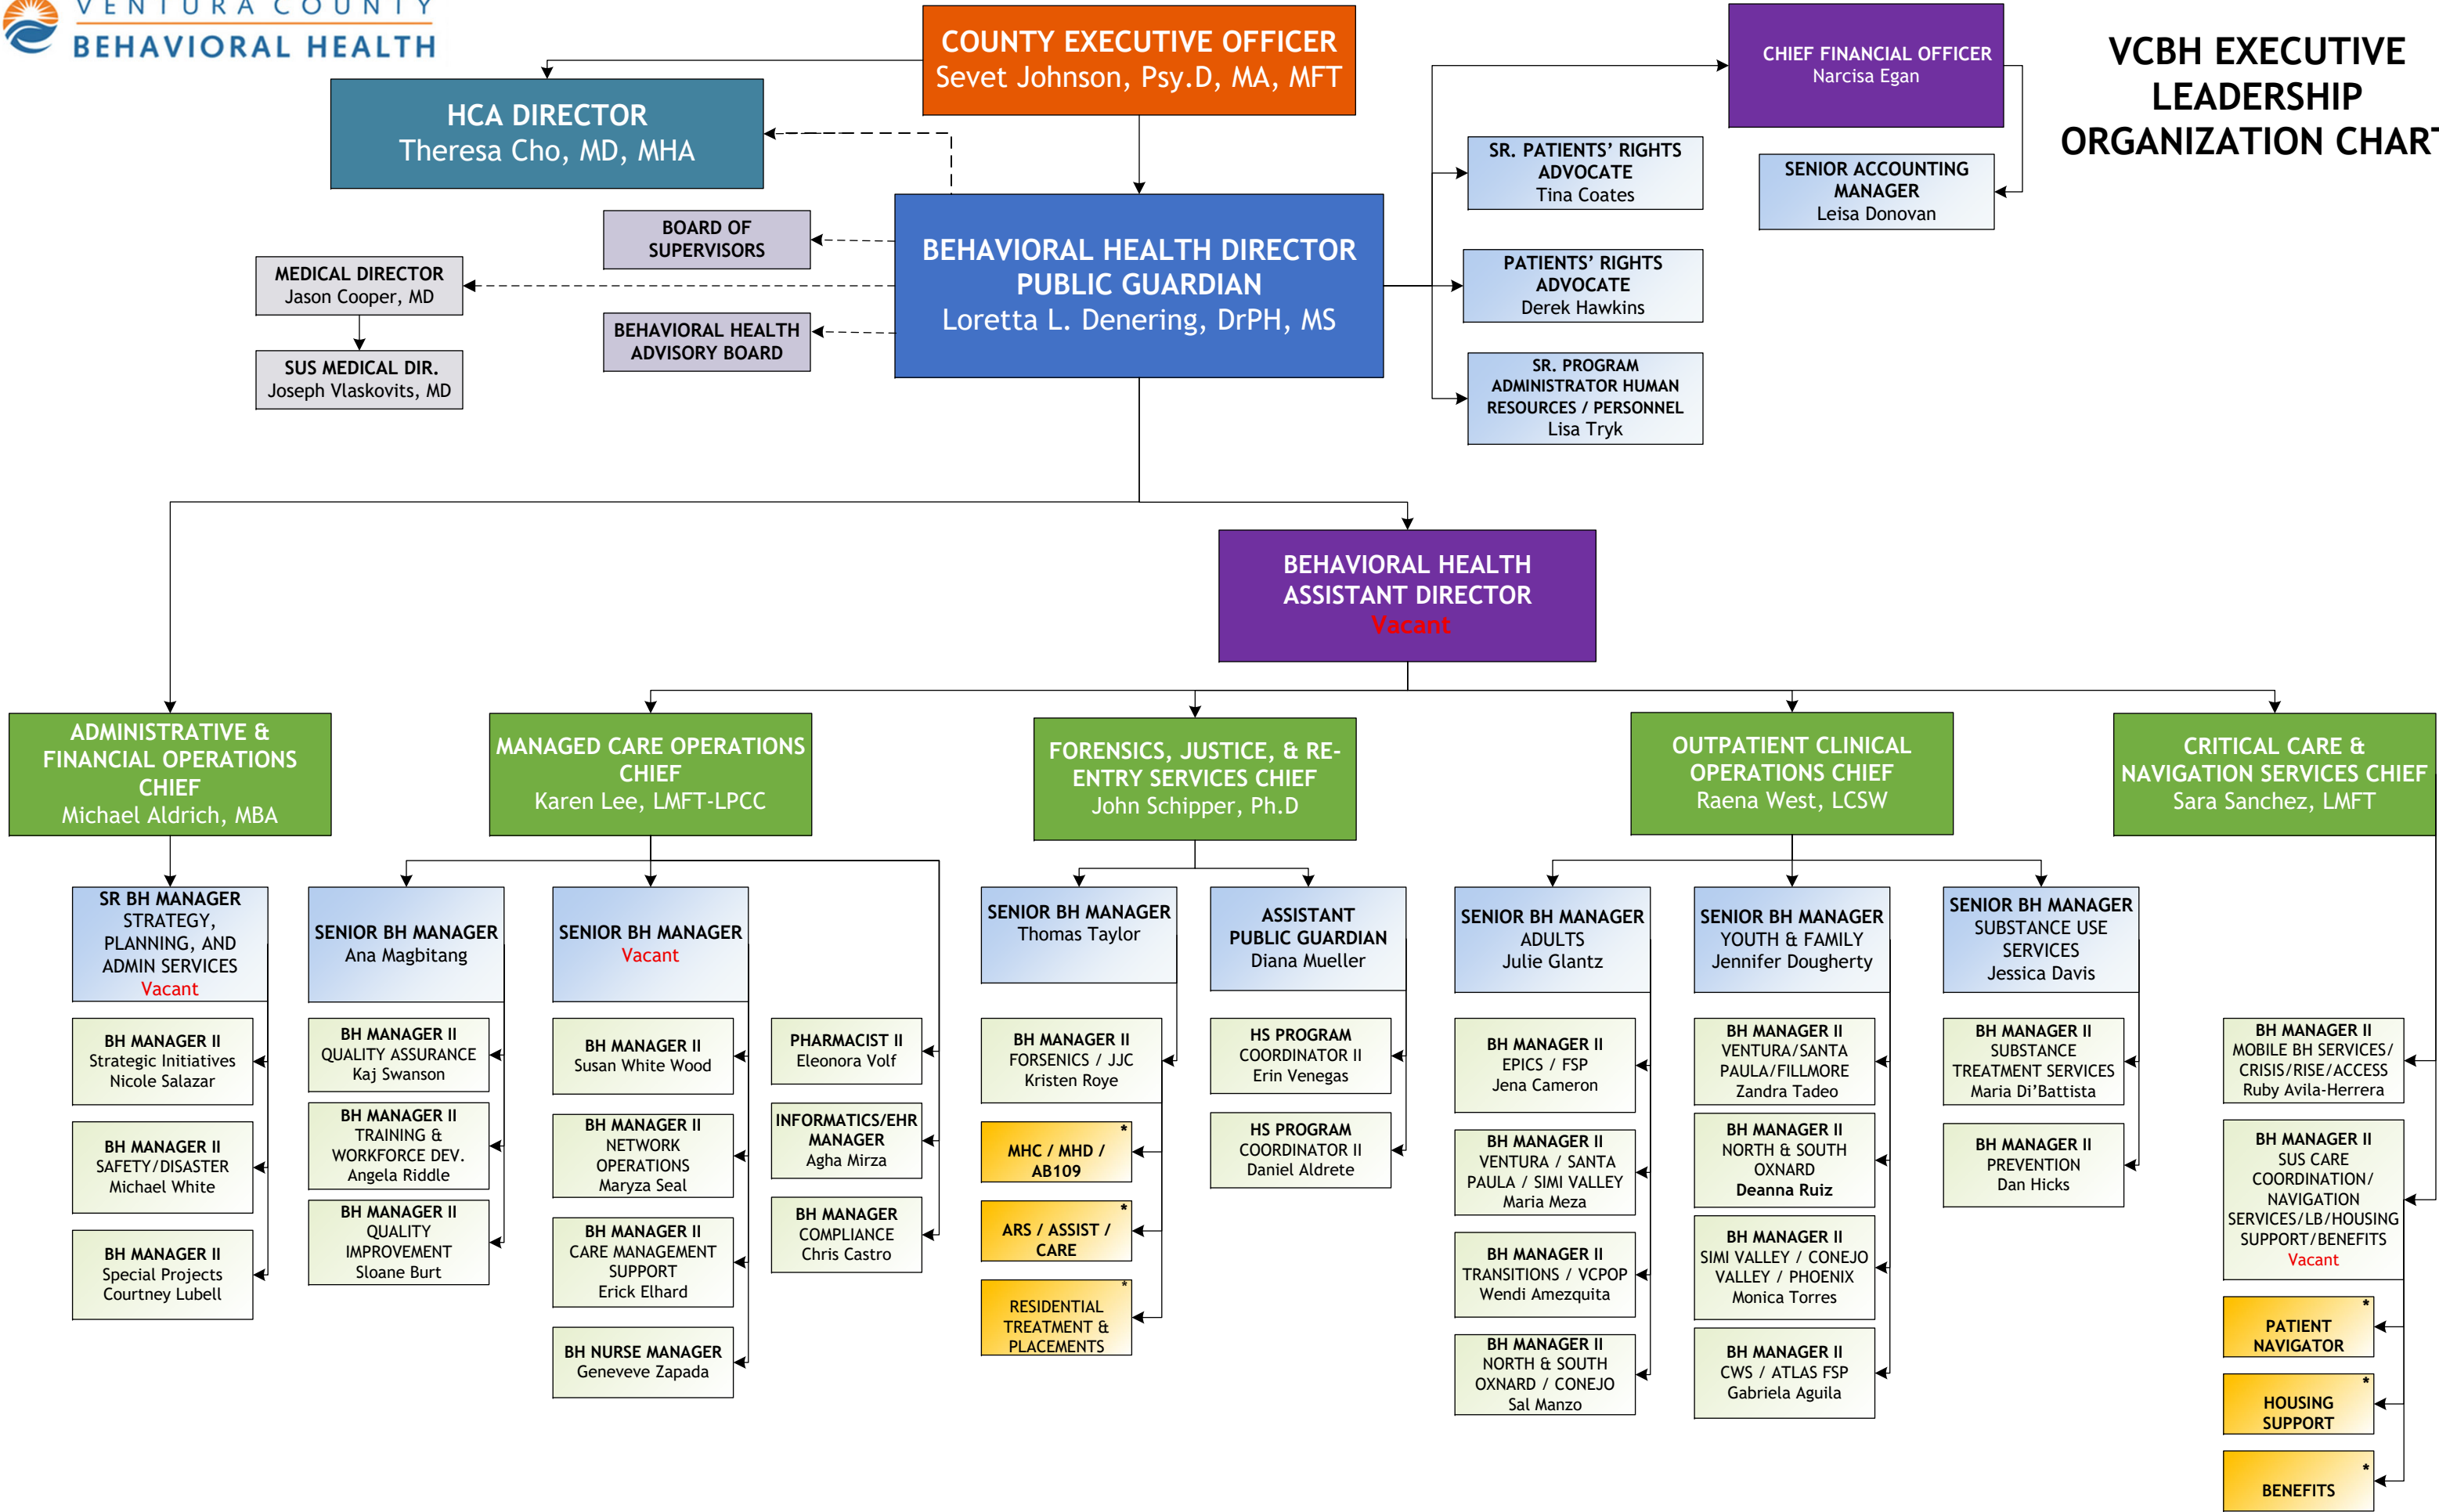 VENTURA COUNTY
BEHAVIORAL HEALTH
COUNTY EXECUTIVE OFFICER
Sevet Johnson, Psy.D, MA, MFT
CHIEF FINANCIAL OFFICER
Narcisa Egan
VCBH EXECUTIVE
LEADERSHIP
ORGANIZATION CHART
HCA DIRECTOR
Theresa Cho, MD, MHA
SR. PATIENTS’ RIGHTS
ADVOCATE
Tina Coates
SENIOR ACCOUNTING
MANAGER
Leisa Donovan
BOARD OF
SUPERVISORS
BEHAVIORAL HEALTH DIRECTOR
PUBLIC GUARDIAN
Loretta L. Denering, DrPH, MS
MEDICAL DIRECTOR
Jason Cooper, MD
PATIENTS’ RIGHTS
ADVOCATE
Derek Hawkins
BEHAVIORAL HEALTH
ADVISORY BOARD
SUS MEDICAL DIR.
Joseph Vlaskovits, MD
SR. PROGRAM
ADMINISTRATOR HUMAN
RESOURCES / PERSONNEL
Lisa Tryk
BEHAVIORAL HEALTH
ASSISTANT DIRECTOR
Vacant
ADMINISTRATIVE &
FINANCIAL OPERATIONS
CHIEF
Michael Aldrich, MBA
MANAGED CARE OPERATIONS
CHIEF
Karen Lee, LMFT-LPCC
FORENSICS, JUSTICE, & RE-
ENTRY SERVICES CHIEF
John Schipper, Ph.D
OUTPATIENT CLINICAL
OPERATIONS CHIEF
Raena West, LCSW
CRITICAL CARE &
NAVIGATION SERVICES CHIEF
Sara Sanchez, LMFT
SR BH MANAGER
STRATEGY,
PLANNING, AND
ADMIN SERVICES
Vacant
SENIOR BH MANAGER
Ana Magbitang
SENIOR BH MANAGER
Vacant
SENIOR BH MANAGER
Thomas Taylor
ASSISTANT
PUBLIC GUARDIAN
Diana Mueller
SENIOR BH MANAGER
ADULTS
Julie Glantz
SENIOR BH MANAGER
YOUTH & FAMILY
Jennifer Dougherty
SENIOR BH MANAGER
SUBSTANCE USE
SERVICES
Jessica Davis
BH MANAGER II
Strategic Initiatives
Nicole Salazar
BH MANAGER II
SAFETY/DISASTER
Michael White
BH MANAGER II
Special Projects
Courtney Lubell
BH MANAGER II
QUALITY ASSURANCE
Kaj Swanson
BH MANAGER II
TRAINING &
WORKFORCE DEV.
Angela Riddle
BH MANAGER II
QUALITY
IMPROVEMENT
Sloane Burt
BH MANAGER II
Susan White Wood
BH MANAGER II
NETWORK
OPERATIONS
Maryza Seal
BH MANAGER II
CARE MANAGEMENT
SUPPORT
Erick Elhard
BH NURSE MANAGER
Geneveve Zapada
PHARMACIST II
Eleonora Volf
INFORMATICS/EHR
MANAGER
Agha Mirza
BH MANAGER
COMPLIANCE
Chris Castro
BH MANAGER II
FORSENICS / JJC
Kristen Roye
*
MHC / MHD /
AB109
*
ARS / ASSIST /
CARE
*
RESIDENTIAL
TREATMENT &
PLACEMENTS
HS PROGRAM
COORDINATOR II
Erin Venegas
HS PROGRAM
COORDINATOR II
Daniel Aldrete
BH MANAGER II
EPICS / FSP
Jena Cameron
BH MANAGER II
VENTURA / SANTA
PAULA / SIMI VALLEY
Maria Meza
BH MANAGER II
TRANSITIONS / VCPOP
Wendi Amezquita
BH MANAGER II
NORTH & SOUTH
OXNARD / CONEJO
Sal Manzo
BH MANAGER II
VENTURA/SANTA
PAULA/FILLMORE
Zandra Tadeo
BH MANAGER II
NORTH & SOUTH
OXNARD
Deanna Ruiz
BH MANAGER II
SIMI VALLEY / CONEJO
VALLEY / PHOENIX
Monica Torres
BH MANAGER II
CWS / ATLAS FSP
Gabriela Aguila
BH MANAGER II
SUBSTANCE
TREATMENT SERVICES
Maria Di’Battista
BH MANAGER II
PREVENTION
Dan Hicks
BH MANAGER II
MOBILE BH SERVICES/
CRISIS/RISE/ACCESS
Ruby Avila-Herrera
BH MANAGER II
SUS CARE
COORDINATION/
NAVIGATION
SERVICES/LB/HOUSING
SUPPORT/BENEFITS
Vacant
*
PATIENT
NAVIGATOR
*
HOUSING
SUPPORT
*
BENEFITS